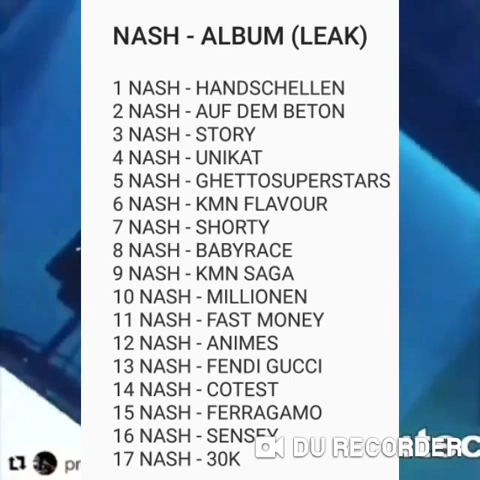 NASH - ALBUM (LEAK)
1 NASH - HANDSCHELLEN
2 NASH - AUF DEM BETON
3 NASH - STORY
4 NASH - UNIKAT
5 NASH - GHETTOSUPERSTARS
6 NASH - KMN FLAVOUR
7 NASH - SHORTY
8 NASH - BABYRACE
9 NASH - KMN SAGA
10 NASH - MILLIONEN
11 NASH - FAST MONEY
12 NASH - ANIMES
13 NASH - FENDI GUCCI
14 NASH - COTEST
15 NASH - FERRAGAMO
16 NASH - SENSEY
17 NASH - 30K
DU RECORDER